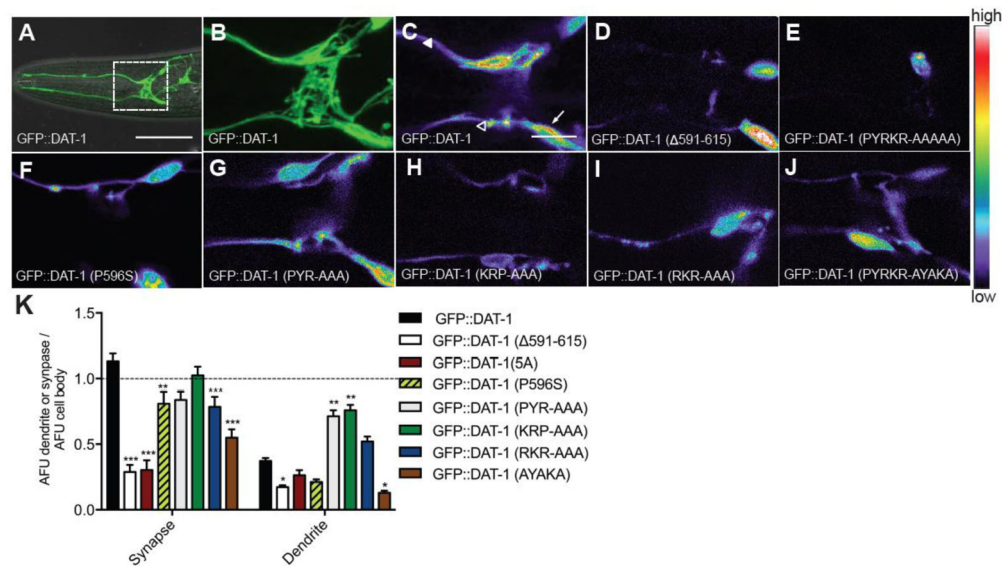 high
A
B
C
D
E
GFP::DAT-1
GFP::DAT-1
GFP::DAT-1
GFP::DAT-1 (Δ591-615)
GFP::DAT-1 (PYRKR-AAAAA)
F
G
H
I
J
GFP::DAT-1 (P596S)
GFP::DAT-1 (PYR-AAA)
GFP::DAT-1 (KRP-AAA)
GFP::DAT-1 (RKR-AAA)
GFP::DAT-1 (PYRKR-AYAKA)
low
K
AFU dendrite or synpase /
AFU cell body
1.5
1.0
0.5
0.0
***
***
**
***
***
*
**
**
*
Synapse
Dendrite
GFP::DAT-1
GFP::DAT-1 (Δ591-615)
GFP::DAT-1(5A)
GFP::DAT-1 (P596S)
GFP::DAT-1 (PYR-AAA)
GFP::DAT-1 (KRP-AAA)
GFP::DAT-1 (RKR-AAA)
GFP::DAT-1 (AYAKA)